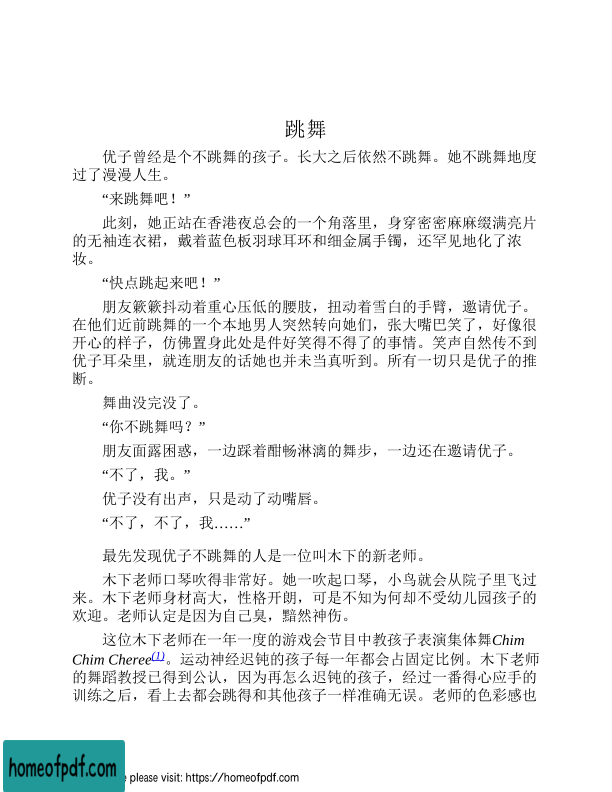 跳舞
优子曾经是个不跳舞的孩子。长大之后依然不跳舞。她不跳舞地度
过了漫漫人生。
“来跳舞吧！”
此刻，她正站在香港夜总会的一个角落里，身穿密密麻麻缀满亮片
的无袖连衣裙，戴着蓝色板羽球耳环和细金属手镯，还罕见地化了浓
妆。
“快点跳起来吧！”
朋友簌簌抖动着重心压低的腰肢，扭动着雪白的手臂，邀请优子。
在他们近前跳舞的一个本地男人突然转向她们，张大嘴巴笑了，好像很
开心的样子，仿佛置身此处是件好笑得不得了的事情。笑声自然传不到
优子耳朵里，就连朋友的话她也并未当真听到。所有一切只是优子的推
断。
舞曲没完没了。
“你不跳舞吗？”
朋友面露困惑，一边踩着酣畅淋漓的舞步，一边还在邀请优子。
“不了，我。”
优子没有出声，只是动了动嘴唇。
“不了，不了，我……”
最先发现优子不跳舞的人是一位叫木下的新老师。
木下老师口琴吹得非常好。她一吹起口琴，小鸟就会从院子里飞过
来。木下老师身材高大，性格开朗，可是不知为何却不受幼儿园孩子的
欢迎。老师认定是因为自己臭，黯然神伤。
这位木下老师在一年一度的游戏会节目中教孩子表演集体舞Chim
Chim Cheree(1)。运动神经迟钝的孩子每一年都会占固定比例。木下老师
的舞蹈教授已得到公认，因为再怎么迟钝的孩子，经过一番得心应手的
训练之后，看上去都会跳得和其他孩子一样准确无误。老师的色彩感也
homeofpdf.com
e please visit: https://homeofpdf.com